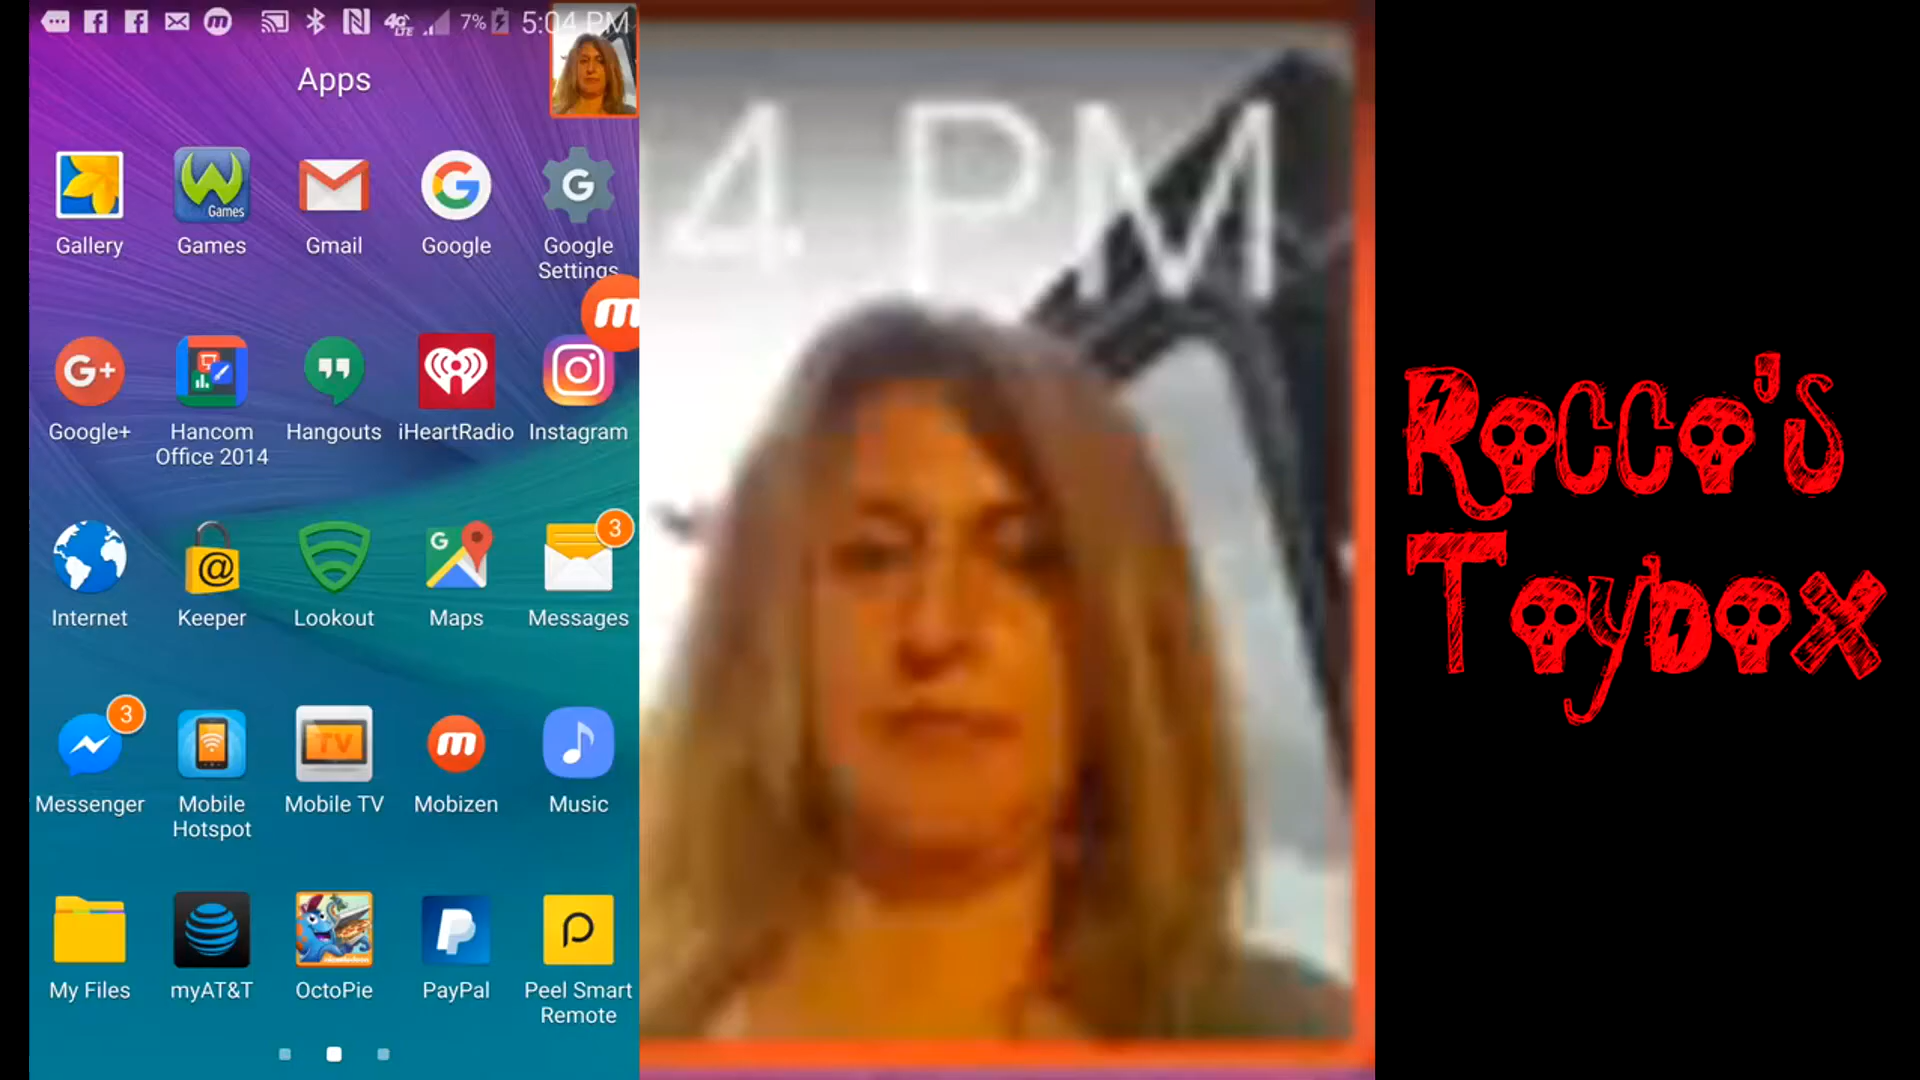 7% 5:04 PM
Apps
Games
Gallery Games Gmail Google Google Settings
Google+ Hancom Office 2014 Hangouts iHeartRadio Instagram
3
Internet Keeper Lookout Maps Messages
3
TV
Messenger Mobile Hotspot Mobile TV Mobizen Music
My Files myAT&T OctoPie PayPal Peel Smart Remote
4 PM
Rocco's
Toybox